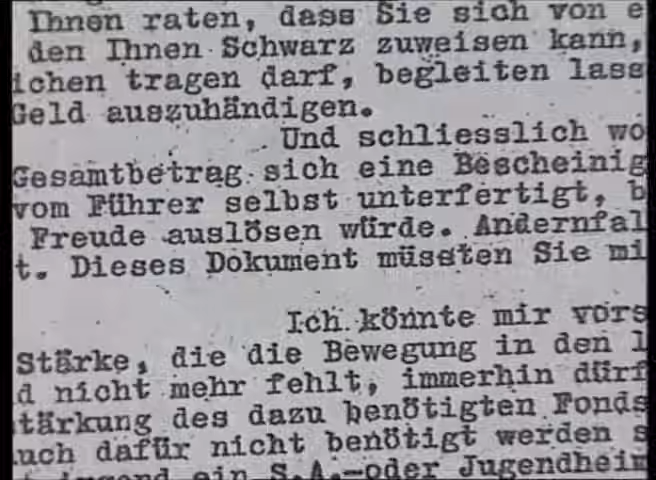 Ihnen raten, dass Sie sich von e
den Ihnen Schwarz zuweisen kann,
ichen tragen darf, begleiten lass
Geld auszuhändigen.
Und schliesslich wo
Gesamtbetrag sich eine Bescheinig
vom Führer selbst unterfertigt, b
Freude auslösen würde. Andernfal
t. Dieses Dokument müssten Sie mi
Ich könnte mir vors
Stärke, die die Bewegung in den l
d nicht mehr fehlt, immerhin dürf
tärkung des dazu benötigten Fonds
uch dafür nicht benötigt werden s
ein S.A.-oder Jugendheim